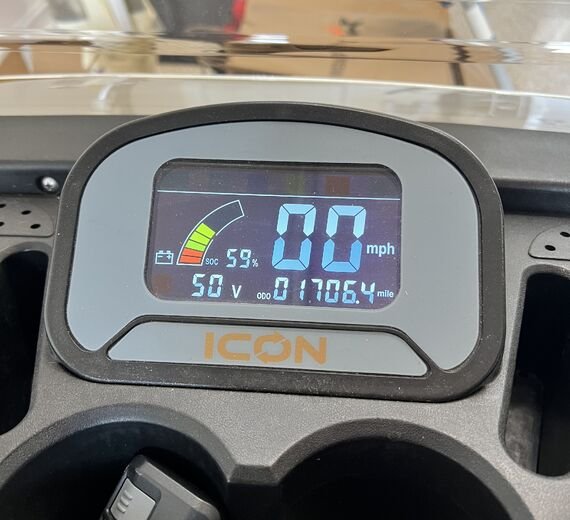 00 mph
SOC 59%
50 V ODO 01706.4 mile
ICON